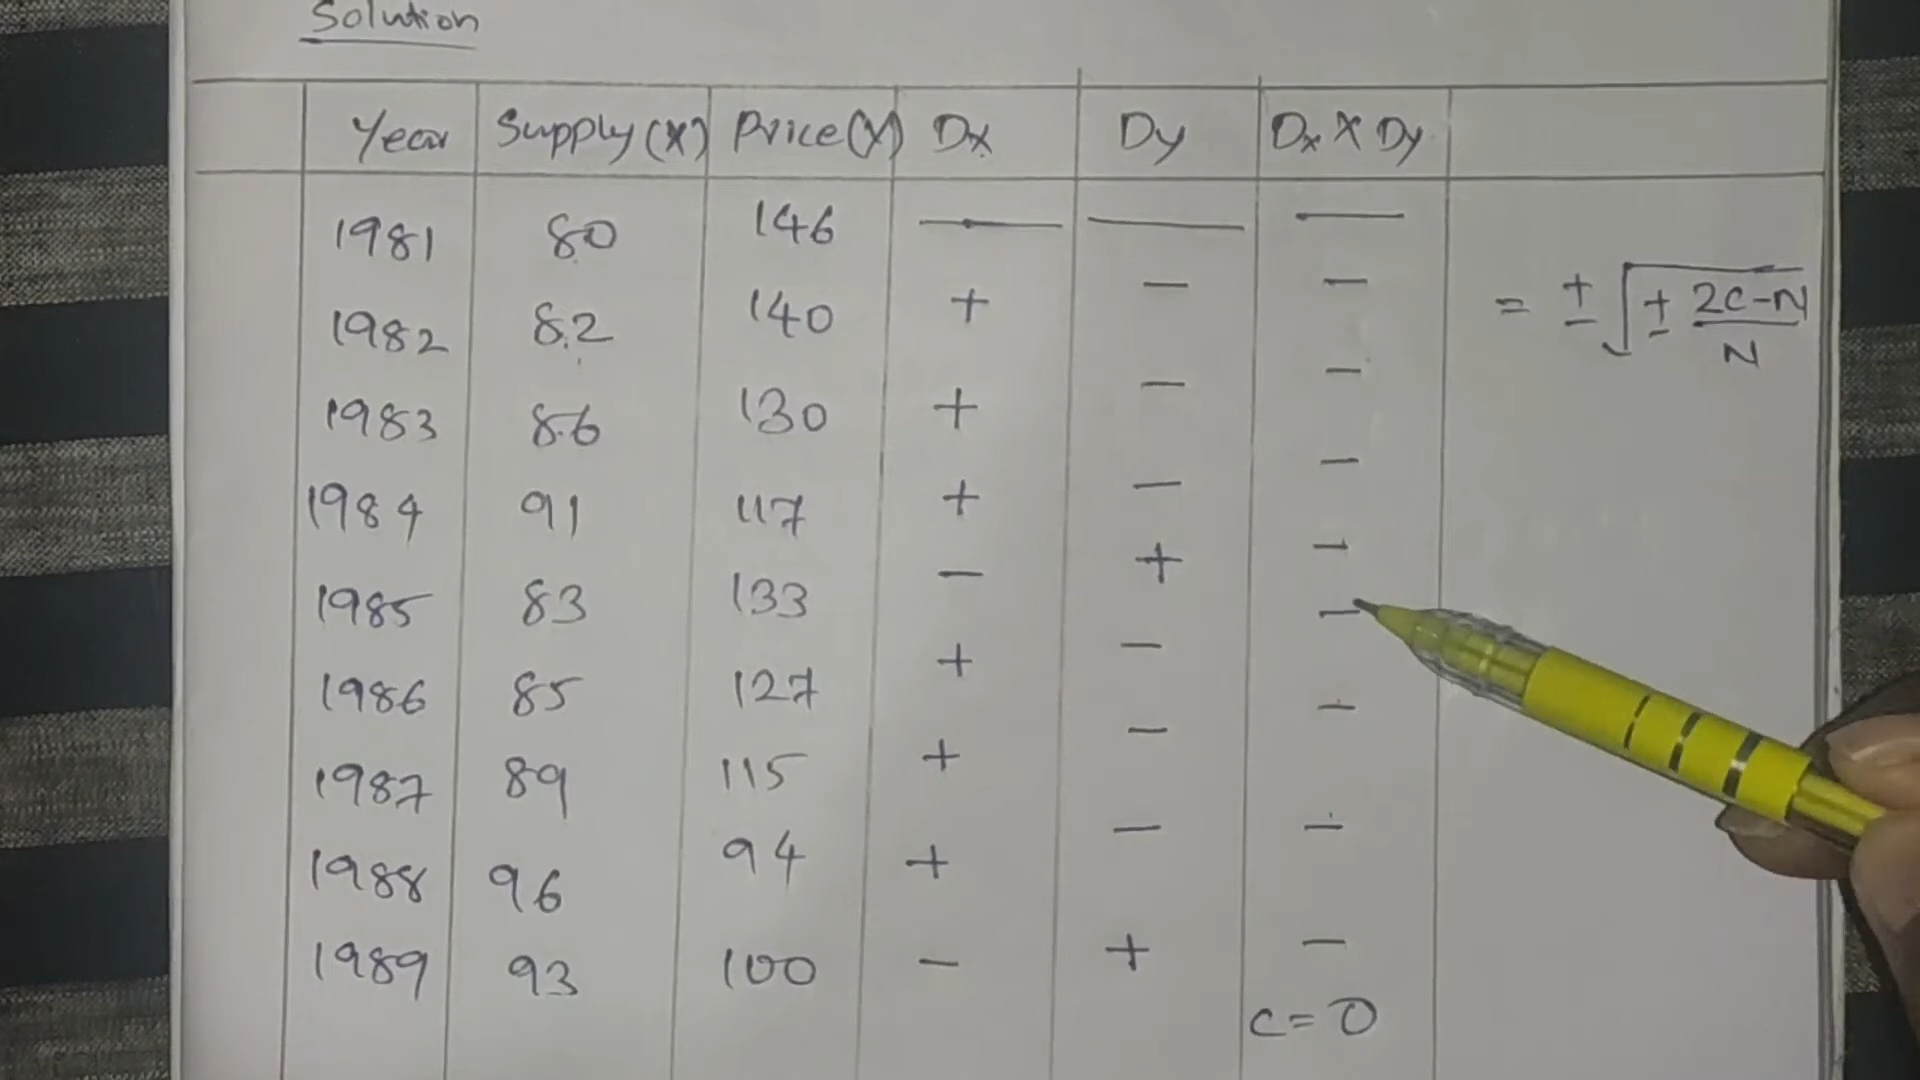 Solution
Year Supply(X) Price(Y) Dx Dy Dx X Dy
1981 80 146 — — —
1982 82 140 + - -
1983 86 130 + - -
1984 91 117 + - -
1985 83 133 - + -
1986 85 127 + - -
1987 89 115 + - -
1988 96 94 + - -
1989 93 100 - + -
c = 0
= ± √ ± 2c-N
N